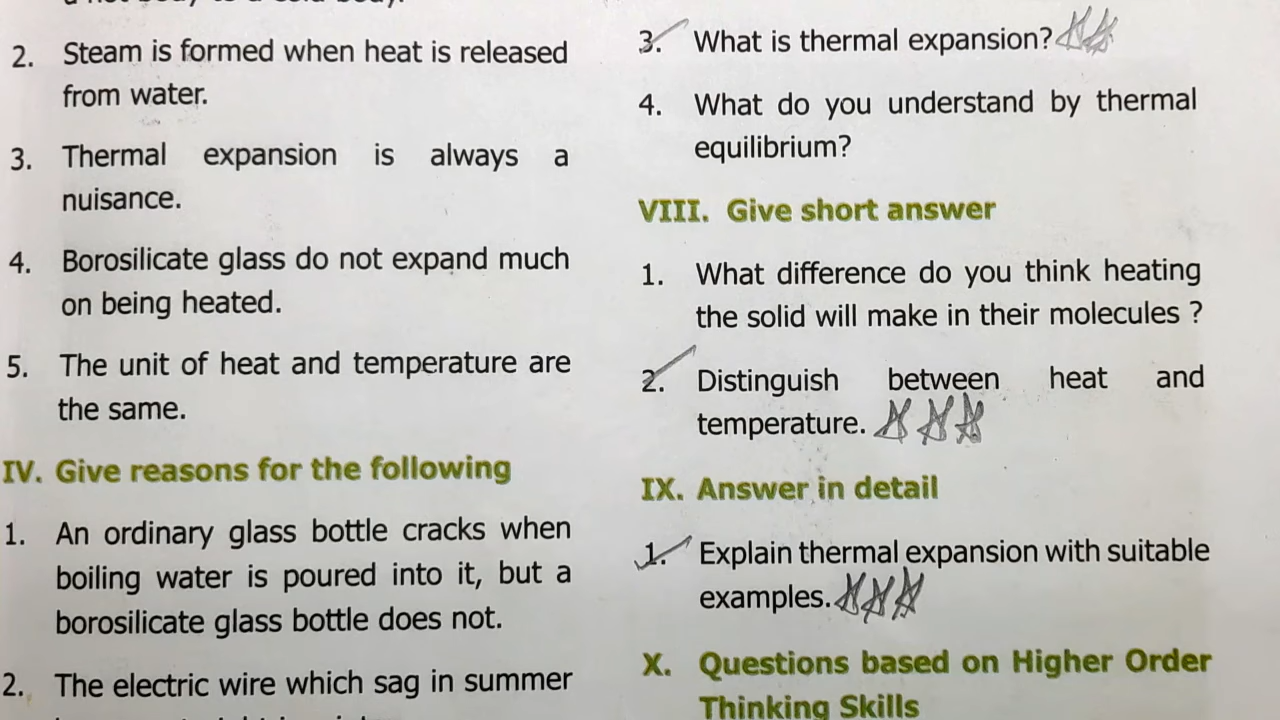 2. Steam is formed when heat is released
from water.
3. Thermal expansion is always a
nuisance.
4. Borosilicate glass do not expand much
on being heated.
5. The unit of heat and temperature are
the same.
IV. Give reasons for the following
1. An ordinary glass bottle cracks when
boiling water is poured into it, but a
borosilicate glass bottle does not.
2. The electric wire which sag in summer
3. What is thermal expansion?
4. What do you understand by thermal
equilibrium?
VIII. Give short answer
1. What difference do you think heating
the solid will make in their molecules ?
2. Distinguish between heat and
temperature.
IX. Answer in detail
1. Explain thermal expansion with suitable
examples.
X. Questions based on Higher Order
Thinking Skills